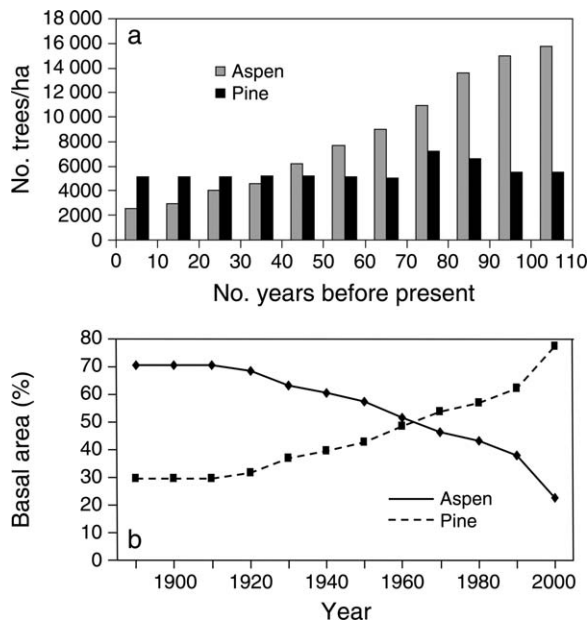 a
Aspen
Pine
No. trees/ha
18 000
16 000
14 000
12 000
10 000
8000
6000
4000
2000
0
0 10 20 30 40 50 60 70 80 90 100 110
No. years before present
b
Basal area (%)
80
70
60
50
40
30
20
10
0
Aspen
Pine
1900 1920 1940 1960 1980 2000
Year